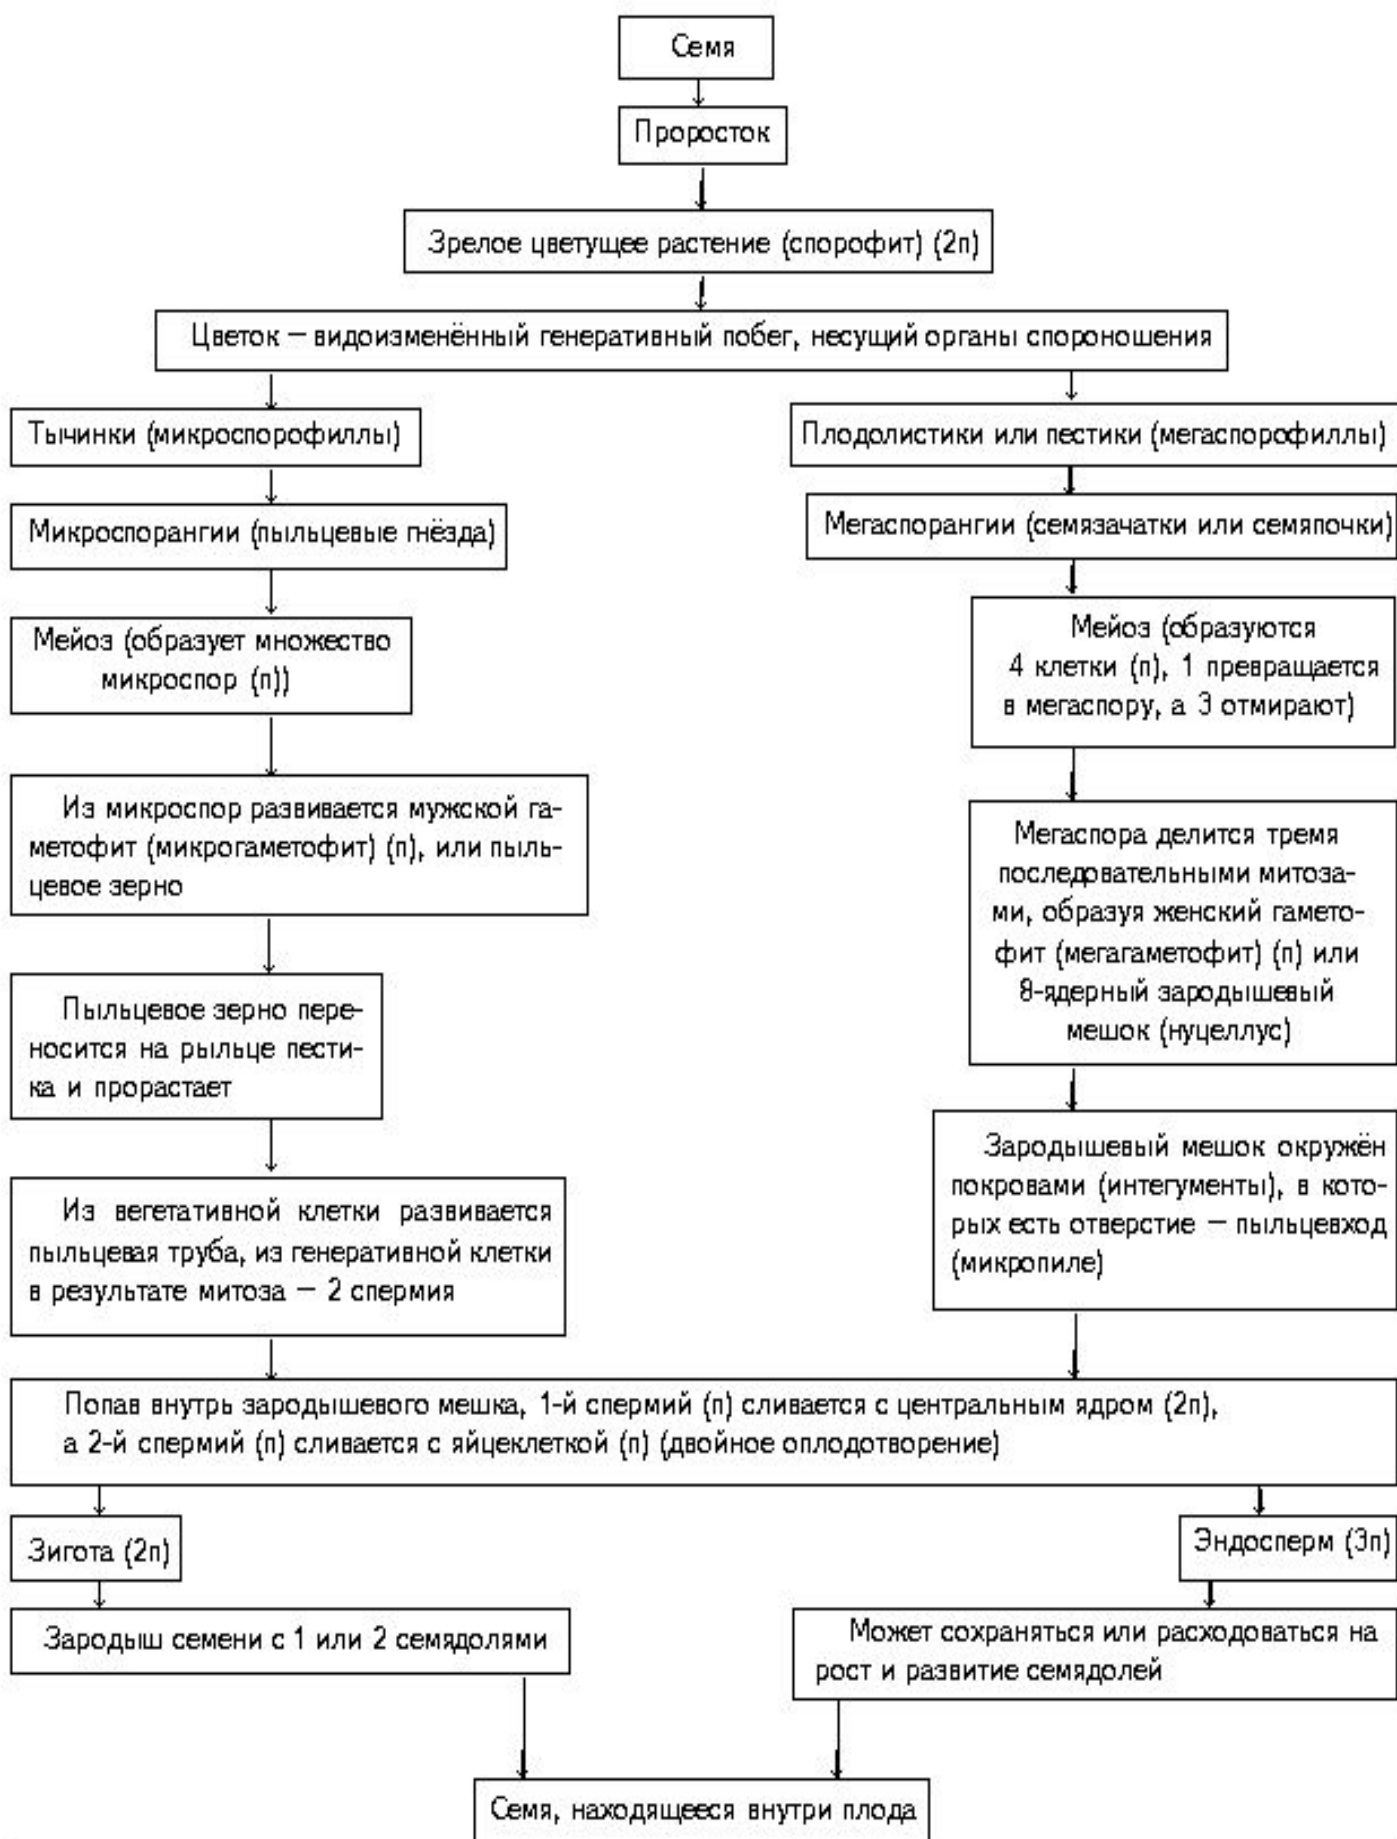 Семя
Проросток
Зрелое цветущее растение (спорофит) (2n)
Цветок — видоизменённый генеративный побег, несущий органы спороношения
Тычинки (микроспорофиллы)
Плодолистики или пестики (мегаспорофиллы)
Микроспорангии (пыльцевые гнёзда)
Мегаспорангии (семязачатки или семяпочки)
Мейоз (образует множество
микроспор (n))
Мейоз (образуются
4 клетки (n), 1 превращается
в мегаспору, а 3 отмирают)
Из микроспор развивается мужской га-
метофит (микрогаметофит) (n), или пыль-
цевое зерно
Мегаспора делится тремя
последовательными митоза-
ми, образуя женский гамето-
фит (мегагаметофит) (n) или
8-ядерный зародышевый
мешок (нуцеллус)
Пыльцевое зерно пере-
носится на рыльце пести-
ка и прорастает
Зародышевый мешок окружён
покровами (интегументы), в кото-
рых есть отверстие — пыльцевход
(микропиле)
Из вегетативной клетки развивается
пыльцевая труба, из генеративной клетки
в результате митоза — 2 спермия
Попав внутрь зародышевого мешка, 1-й спермий (n) сливается с центральным ядром (2n),
а 2-й спермий (n) сливается с яйцеклеткой (n) (двойное оплодотворение)
Зигота (2n)
Эндосперм (3n)
Зародыш семени с 1 или 2 семядолями
Может сохраняться или расходоваться на
рост и развитие семядолей
Семя, находящееся внутри плода